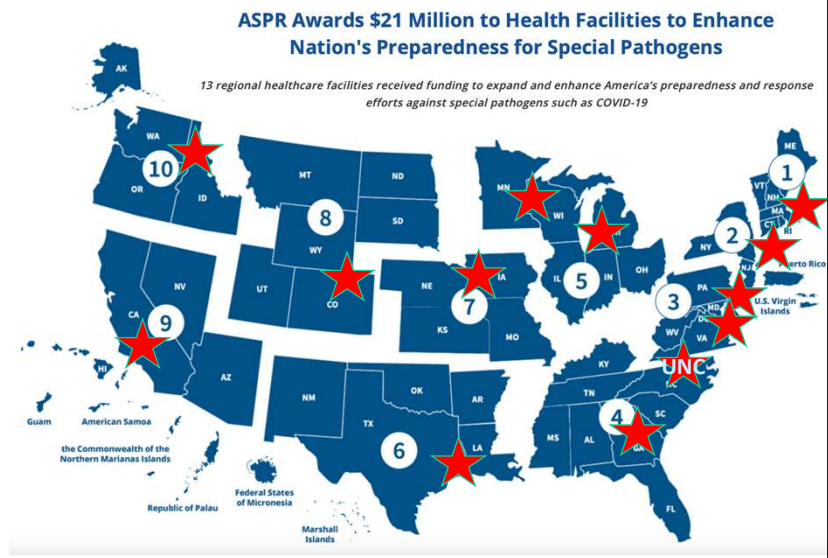 ASPR Awards $21 Million to Health Facilities to Enhance
Nation's Preparedness for Special Pathogens
13 regional healthcare facilities received funding to expand and enhance America's preparedness and response
efforts against special pathogens such as COVID-19
AK
WA
10
OR
ID
MT
ND
8
SD
WY
MN
WI
ME
1
VT
NH
MA
CT
RI
2
NY
NJ
Puerto Rico
U.S. Virgin
Islands
NV
UT
CO
NE
IA
7
KS
MO
IL
5
IN
OH
PA
3
MD
WV
VA
CA
9
AZ
HI
NM
TX
OK
AR
6
LA
KY
TN
UNC
NC
4
SC
MS
AL
GA
FL
Guam
American Samoa
the Commonwealth of the
Northern Marianas Islands
Republic of Palau
Federal States
of Micronesia
Marshall
Islands